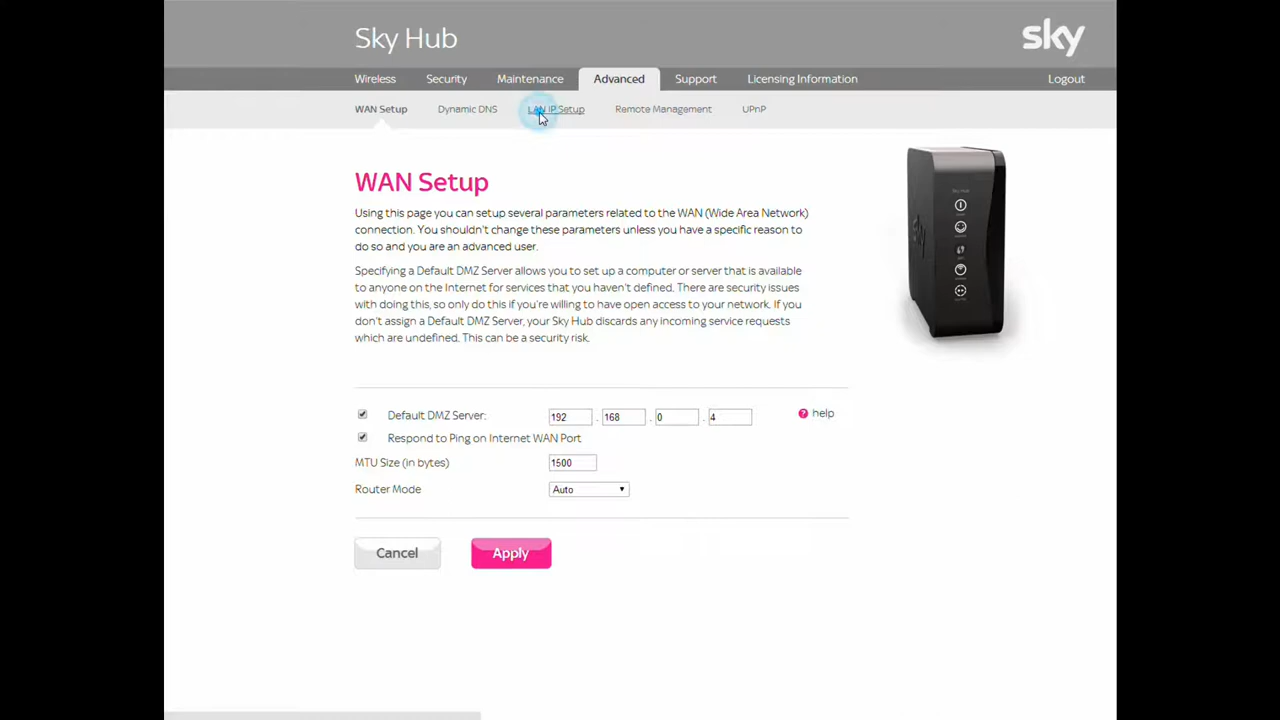 Sky Hub
sky
Wireless Security Maintenance Advanced Support Licensing Information Logout
WAN Setup Dynamic DNS LAN IP Setup Remote Management UPnP
WAN Setup
Using this page you can setup several parameters related to the WAN (Wide Area Network)
connection. You shouldn't change these parameters unless you have a specific reason to
do so and you are an advanced user.
Specifying a Default DMZ Server allows you to set up a computer or server that is available
to anyone on the Internet for services that you haven't defined. There are security issues
with doing this, so only do this if you're willing to have open access to your network. If you
don't assign a Default DMZ Server, your Sky Hub discards any incoming service requests
which are undefined. This can be a security risk.
Default DMZ Server: 192 . 168 . 0 . 4 ? help
Respond to Ping on Internet WAN Port
MTU Size (in bytes) 1500
Router Mode Auto
Cancel Apply